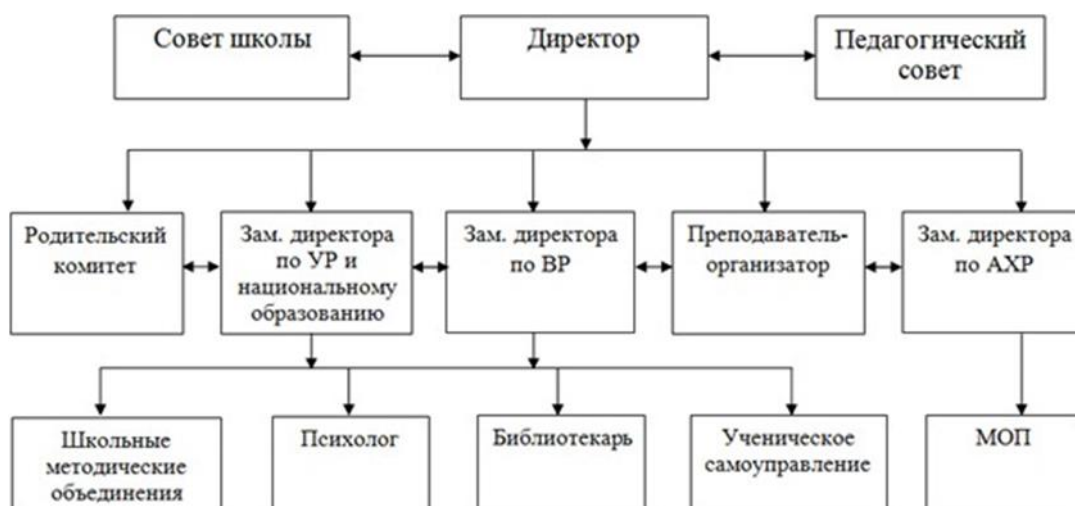 Совет школы
Директор
Педагогический
совет
Родительский
комитет
Зам. директора
по УР и
национальному
образованию
Зам. директора
по ВР
Преподаватель-
организатор
Зам. директора
по АХР
Школьные
методические
объединения
Психолог
Библиотекарь
Ученическое
самоуправление
МОП